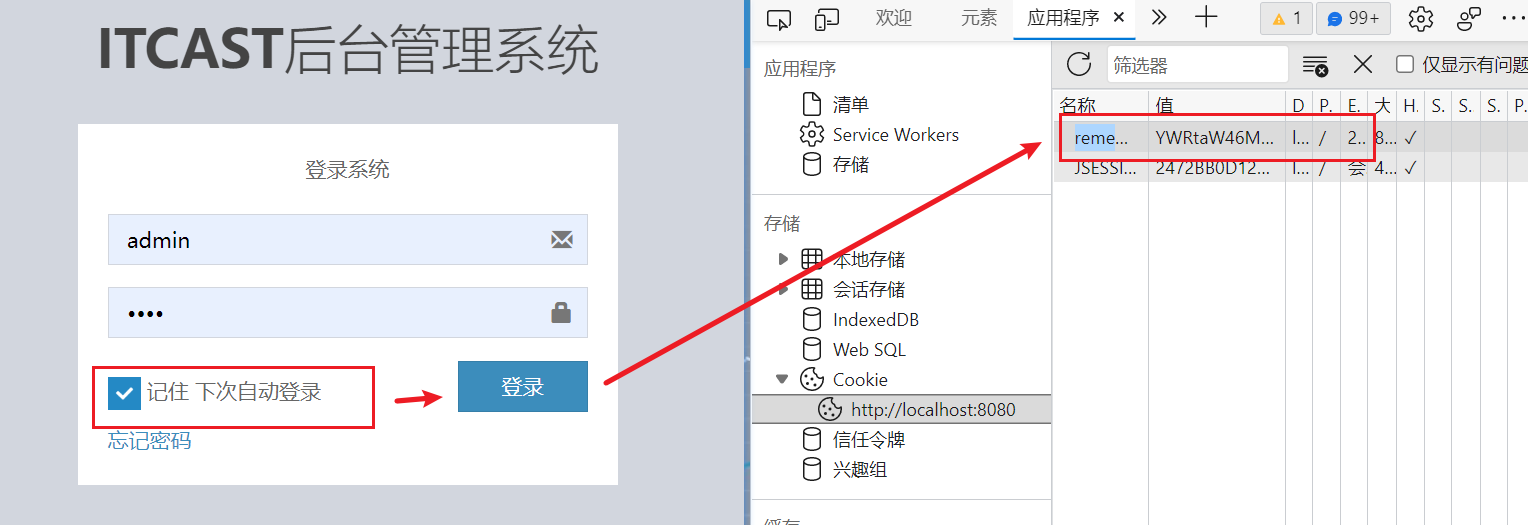 ITCAST后台管理系统
登录系统
admin
••••
记住 下次自动登录
登录
忘记密码
欢迎
元素
应用程序
1
99+
应用程序
清单
Service Workers
存储
存储
本地存储
会话存储
IndexedDB
Web SQL
Cookie
http://localhost:8080
信任令牌
兴趣组
缓存
筛选器
仅显示有问题
名称 值 D P. E. 大 H. S. S. S. P.
reme... YWRtaW46M... l... / 2... 8... ✓
JSESSI... 2472BB0D12... l... / 会 4... ✓